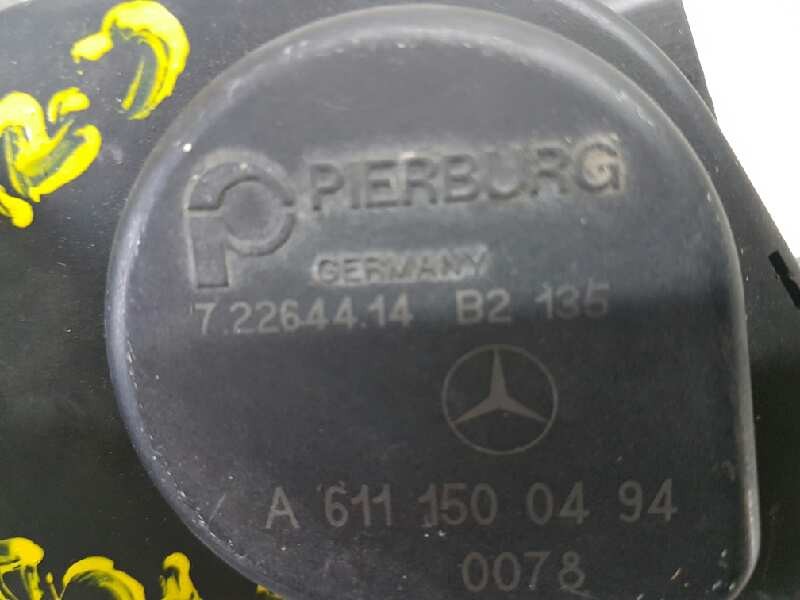 PIERBURG
GERMANY
7.22644.14 B2 135
A 611 150 04 94
0078